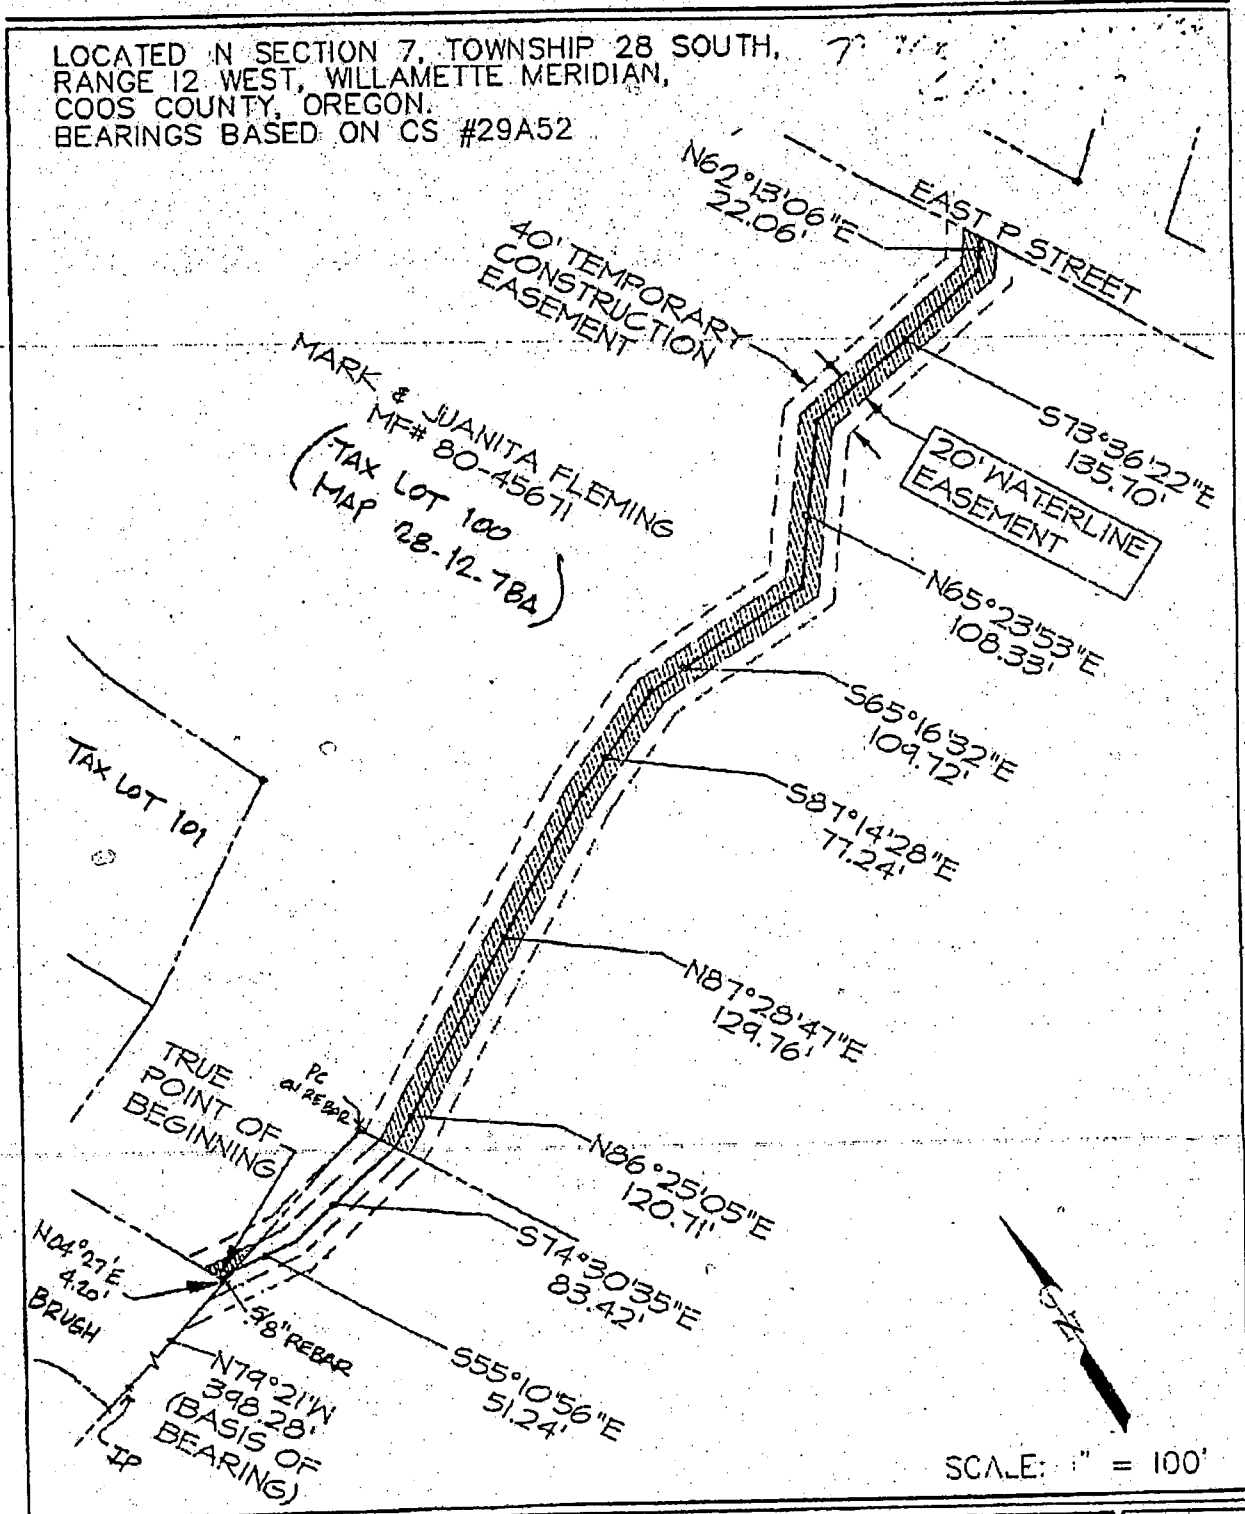 LOCATED IN SECTION 7, TOWNSHIP 28 SOUTH,
RANGE 12 WEST, WILLAMETTE MERIDIAN,
COOS COUNTY, OREGON.
BEARINGS BASED ON CS #29A52
N62°13'06"E
22.06'
EAST P STREET
40' TEMPORARY
CONSTRUCTION
EASEMENT
MARK & JUANITA FLEMING
MF# 80-45671
(TAX LOT 100
MAP 28-12-7BA)
S73°36'22"E
135.70'
20' WATERLINE
EASEMENT
N65°23'53"E
108.33'
S65°16'32"E
109.72'
TAX LOT 101
S87°14'28"E
77.24'
N87°28'47"E
129.76'
TRUE
POINT OF
BEGINNING
PC
ON REBAR
N86°25'05"E
120.71'
S74°30'35"E
83.42'
N04°27'E
4.20'
BRUSH
5/8" REBAR
S55°10'56"E
51.24'
N79°21'W
398.28'
(BASIS OF
BEARING)
IP
SCALE: 1" = 100'